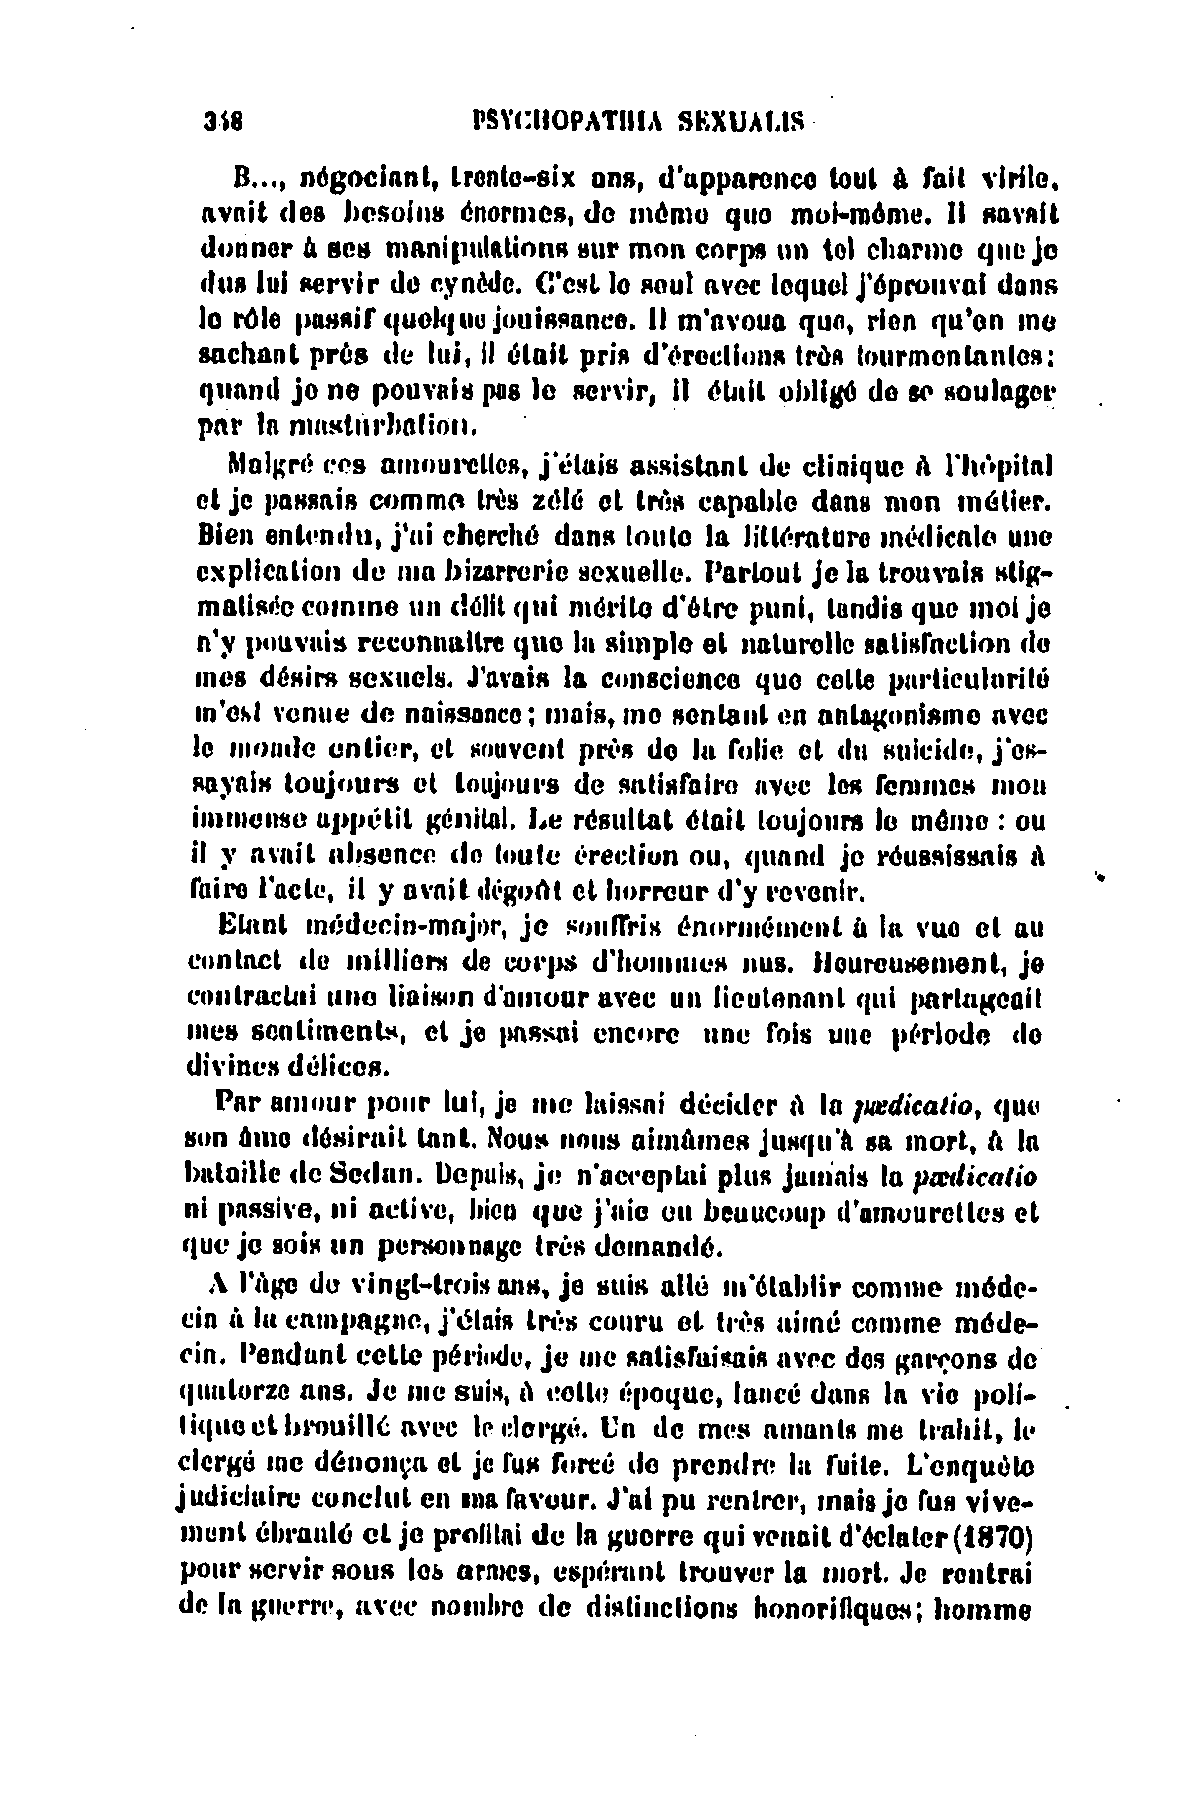 348 PSYCHOPATHIA SEXUALIS
B..., négociant, trente-six ans, d'apparence tout à fait virile,
avait des besoins énormes, de même que moi-même. Il savait
donner à ses manipulations sur mon corps un tel charme que je
dus lui servir de cynède. C'est le seul avec lequel j'éprouvai dans
le rôle passif quelque jouissance. Il m'avoua que, rien qu'en me
sachant près de lui, il était pris d'érections très tourmentantes;
quand je ne pouvais pas le servir, il était obligé de se soulager
par la masturbation.
Malgré ces amourettes, j'étais assistant de clinique à l'hôpital
et je passais comme très zélé et très capable dans mon métier.
Bien entendu, j'ai cherché dans toute la littérature médicale une
explication de ma bizarrerie sexuelle. Partout je la trouvais stig-
matisée comme un délit qui mérite d'être puni, tandis que moi je
n'y pouvais reconnaître que la simple et naturelle satisfaction de
mes désirs sexuels. J'avais la conscience que cette particularité
m'est venue de naissance; mais, me sentant en antagonisme avec
le monde entier, et souvent près de la folie et du suicide, j'es-
sayais toujours et toujours de satisfaire avec les femmes mon
immense appétit génital. Le résultat était toujours le même : ou
il y avait absence de toute érection ou, quand je réussissais à
faire l'acte, il y avait dégoût et horreur d'y revenir.
Etant médecin-major, je souffris énormément à la vue et au
contact de milliers de corps d'hommes nus. Heureusement, je
contractai une liaison d'amour avec un lieutenant qui partageait
mes sentiments, et je passai encore une fois une période de
divines délices.
Par amour pour lui, je me laissai décider à la pædicatio, que
son âme désirait tant. Nous nous aimâmes jusqu'à sa mort, à la
bataille de Sedan. Depuis, je n'acceptai plus jamais la pædicatio
ni passive, ni active, bien que j'aie eu beaucoup d'amourettes et
que je sois un personnage très demandé.
A l'âge de vingt-trois ans, je suis allé m'établir comme méde-
cin à la campagne, j'étais très couru et très aimé comme méde-
cin. Pendant cette période, je me satisfaisais avec des garçons de
quatorze ans. Je me suis, à cette époque, lancé dans la vie poli-
tique et brouillé avec le clergé. Un de mes amants me trahit, le
clergé me dénonça et je fus forcé de prendre la fuite. L'enquête
judiciaire conclut en ma faveur. J'ai pu rentrer, mais je fus vive-
ment ébranlé et je profitai de la guerre qui venait d'éclater (1870)
pour servir sous les armes, espérant trouver la mort. Je rentrai
de la guerre, avec nombre de distinctions honorifiques; homme